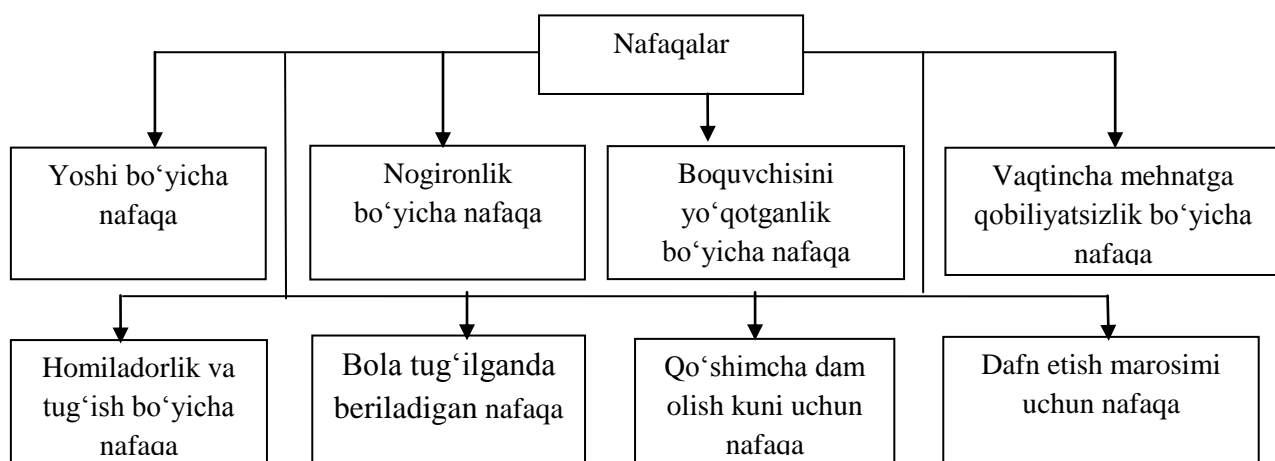 Nafaqalar
Yoshi bo‘yicha
nafaqa
Nogironlik
bo‘yicha nafaqa
Boquvchisini
yo‘qotganlik
bo‘yicha nafaqa
Vaqtincha mehnatga
qobiliyatsizlik bo‘yicha
nafaqa
Homiladorlik va
tug‘ish bo‘yicha
nafaqa
Bola tug‘ilganda
beriladigan nafaqa
Qo‘shimcha dam
olish kuni uchun
nafaqa
Dafn etish marosimi
uchun nafaqa